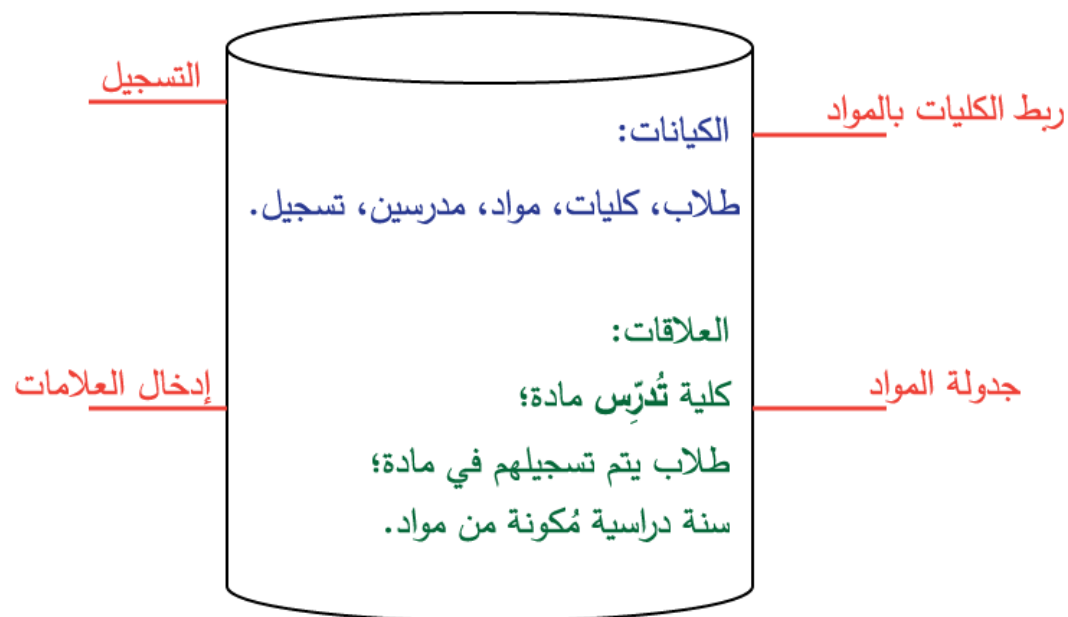 التسجيل
ربط الكليات بالمواد
الكيانات:
طلاب، كليات، مواد، مدرسين، تسجيل.
العلاقات:
إدخال العلامات
جدولة المواد
كلية تُدرِّس مادة؛
طلاب يتم تسجيلهم في مادة؛
سنة دراسية مُكونة من مواد.